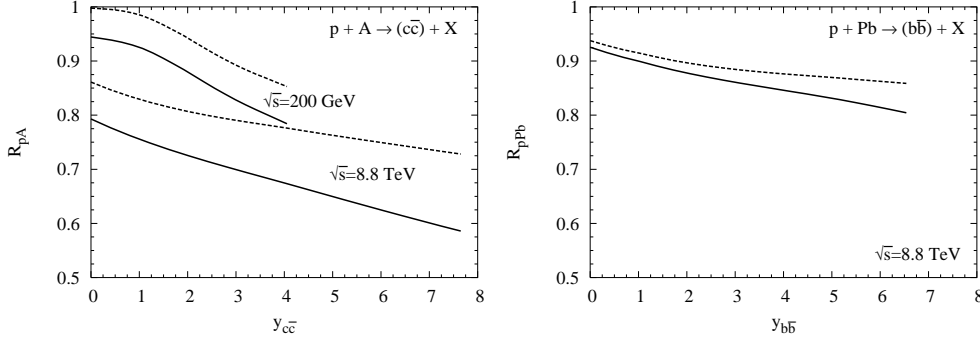 p + A → (cc̅) + X
1
0.9
0.8
0.7
0.6
0.5
R_pA
√s=200 GeV
√s=8.8 TeV
0 1 2 3 4 5 6 7 8
y_cc̅
p + Pb → (bb̅) + X
1
0.9
0.8
0.7
0.6
0.5
R_pPb
√s=8.8 TeV
0 1 2 3 4 5 6 7 8
y_bb̅